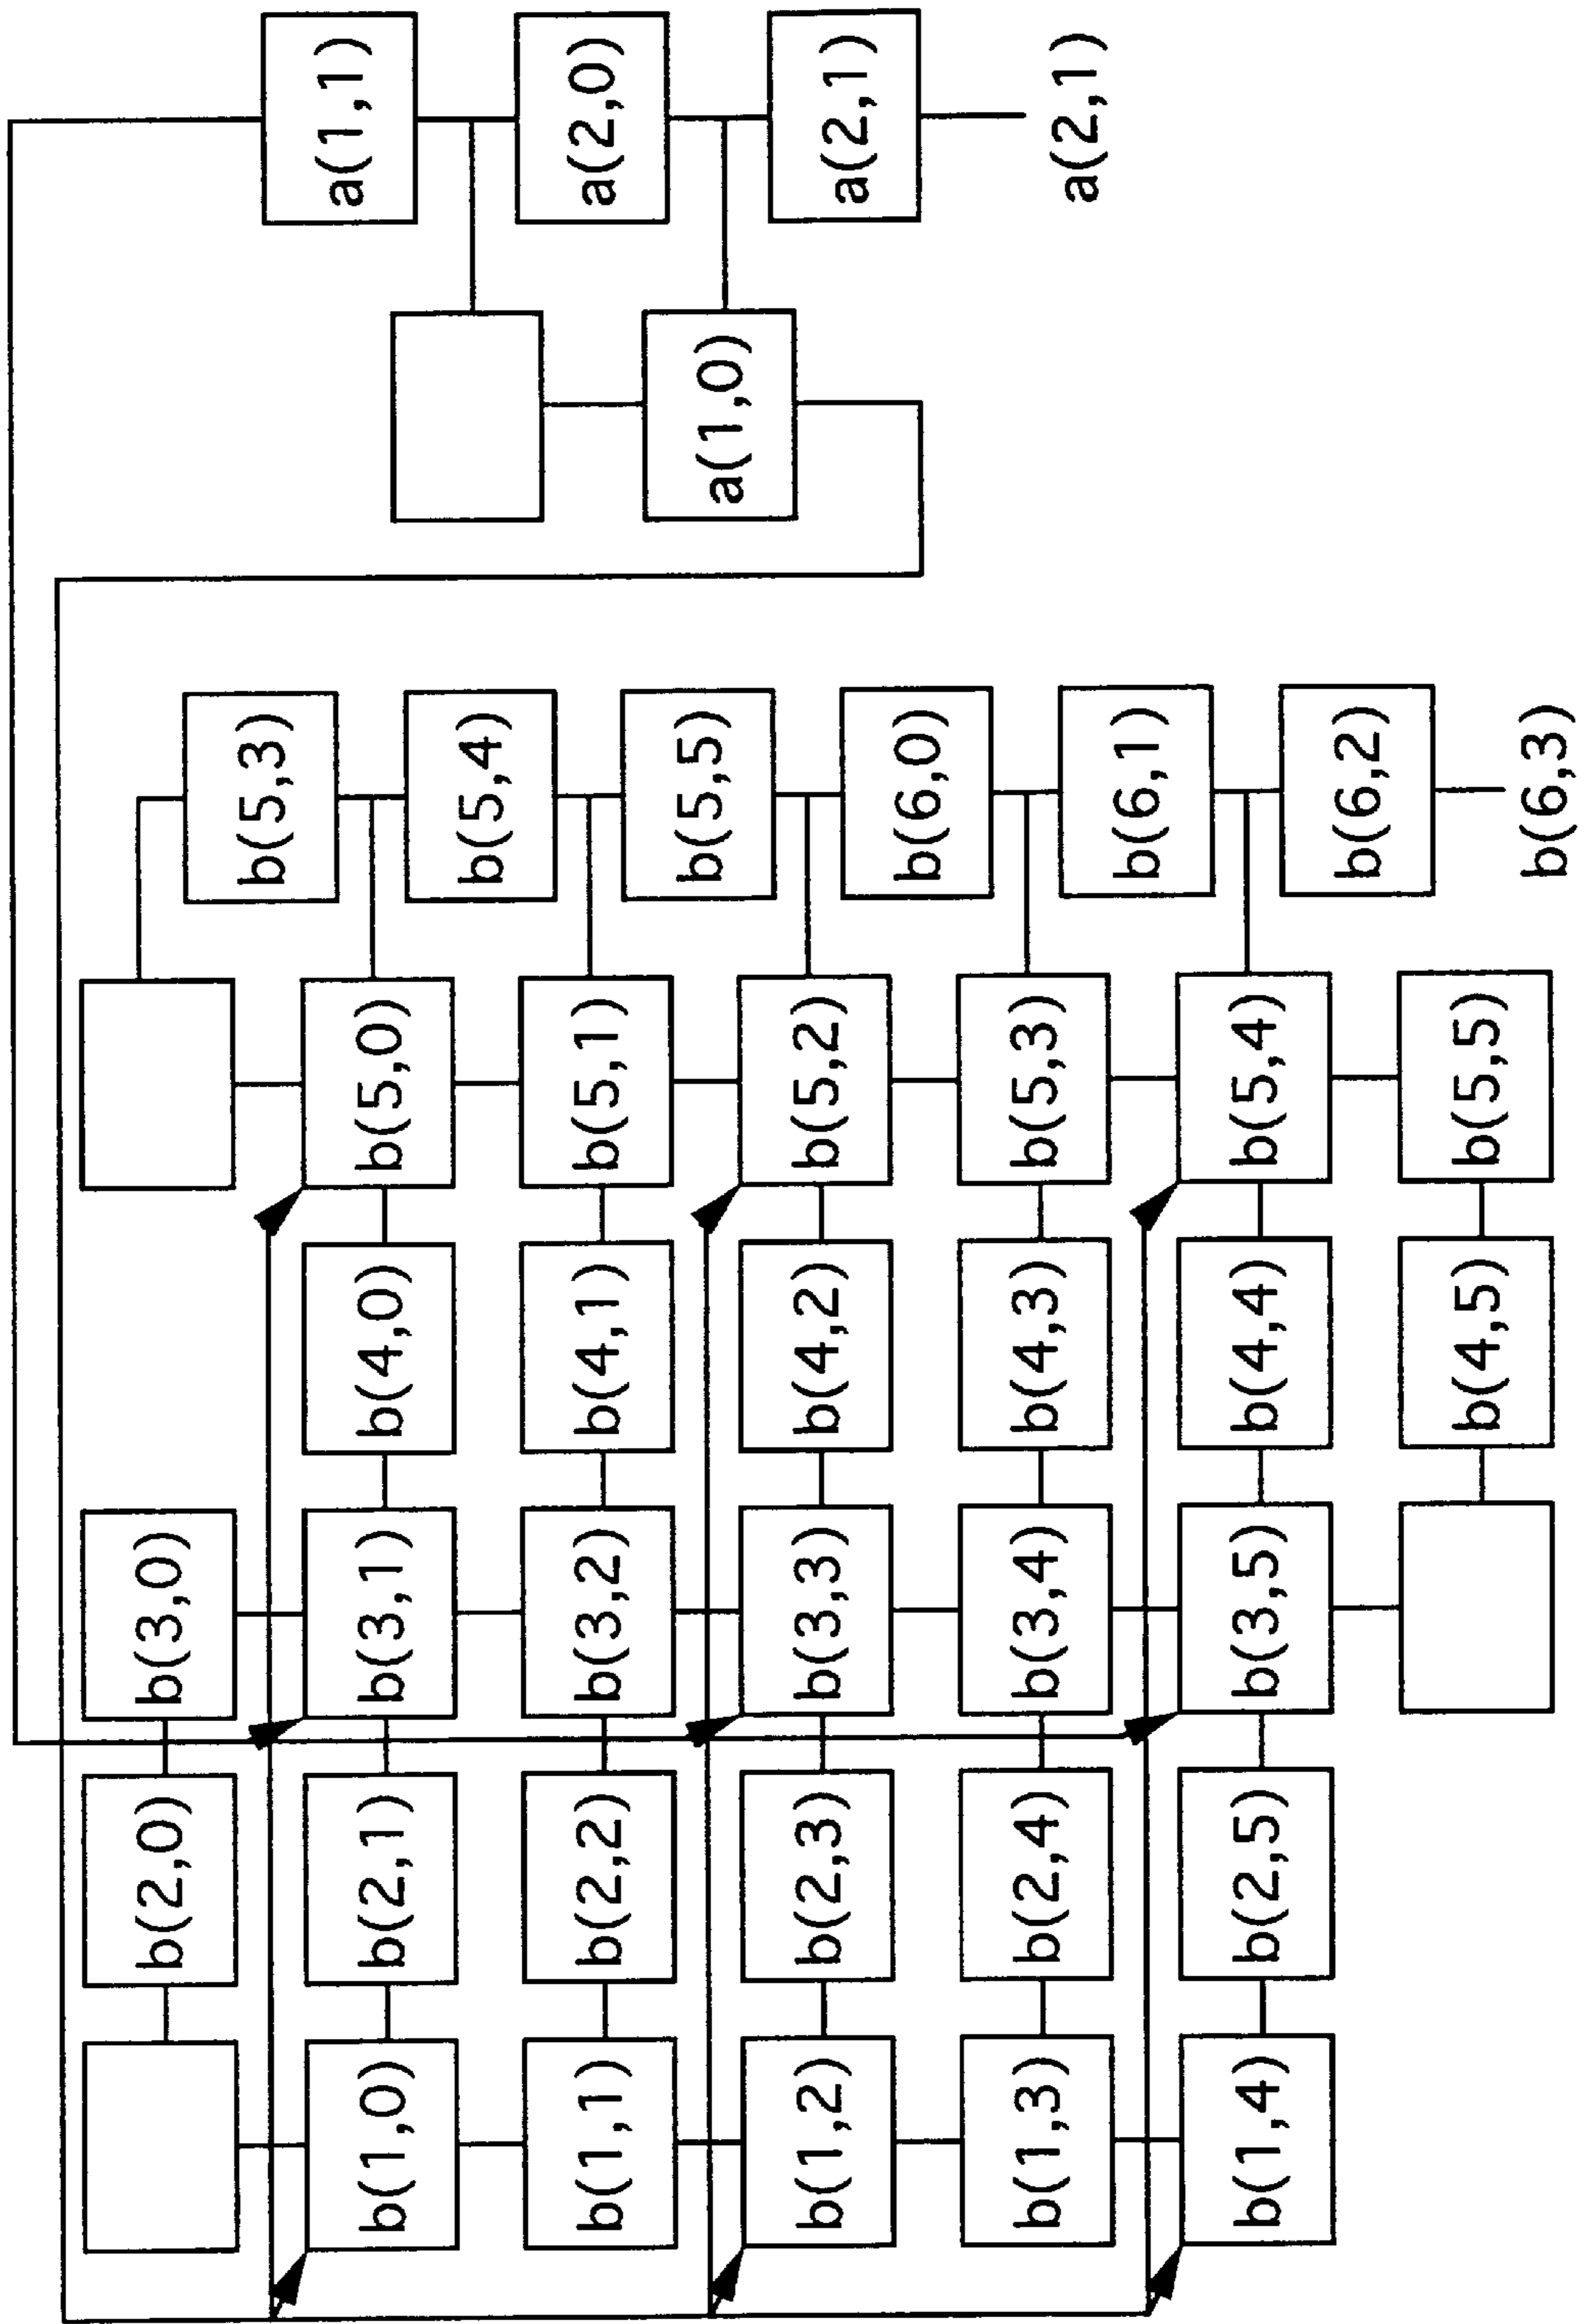 b(2,0) b(3,0)
b(5,3)
a(1,1)
b(1,0) b(2,1) b(3,1) b(4,0) b(5,0)
b(5,4)
a(2,0)
b(1,1) b(2,2) b(3,2) b(4,1) b(5,1)
b(5,5)
a(1,0)
b(1,2) b(2,3) b(3,3) b(4,2) b(5,2)
a(2,1)
b(6,0)
b(1,3) b(2,4) b(3,4) b(4,3) b(5,3)
a(2,1)
b(6,1)
b(1,4) b(2,5) b(3,5) b(4,4) b(5,4)
b(6,2)
b(4,5) b(5,5)
b(6,3)